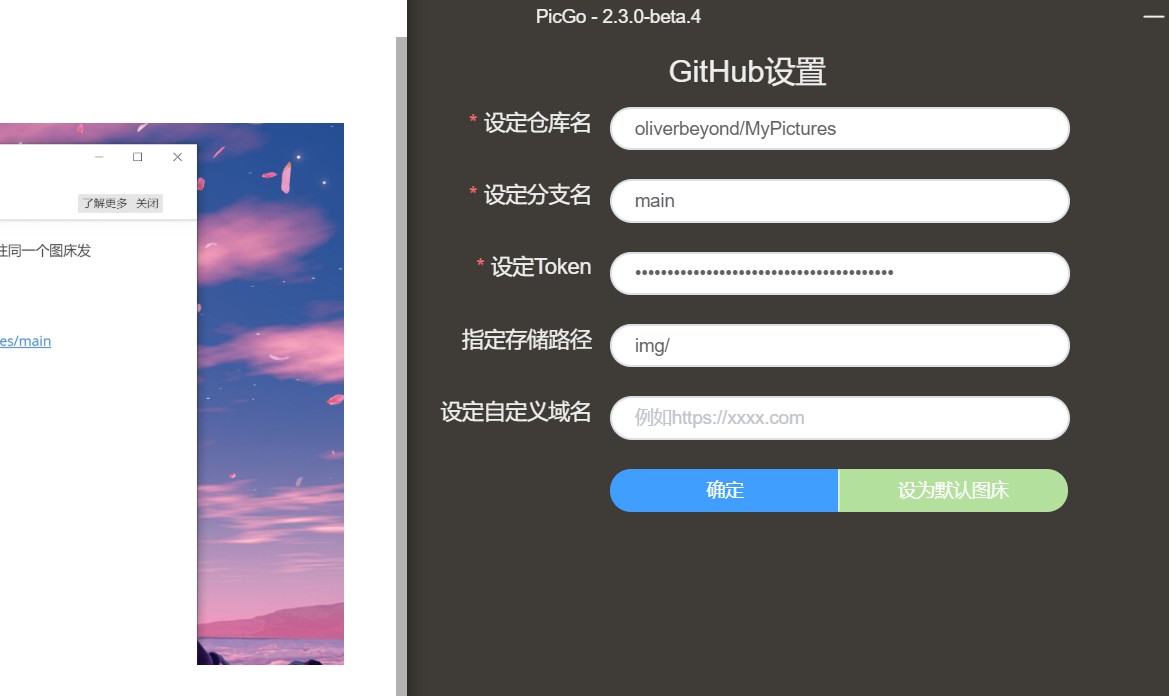 PicGo - 2.3.0-beta.4
GitHub设置
* 设定仓库名
oliverbeyond/MyPictures
* 设定分支名
main
* 设定Token
••••••••••••••••••••••••••••••••••••••••
指定存储路径
img/
设定自定义域名
例如https://xxxx.com
确定
设为默认图床
了解更多 关闭
同一个图床发
es/main